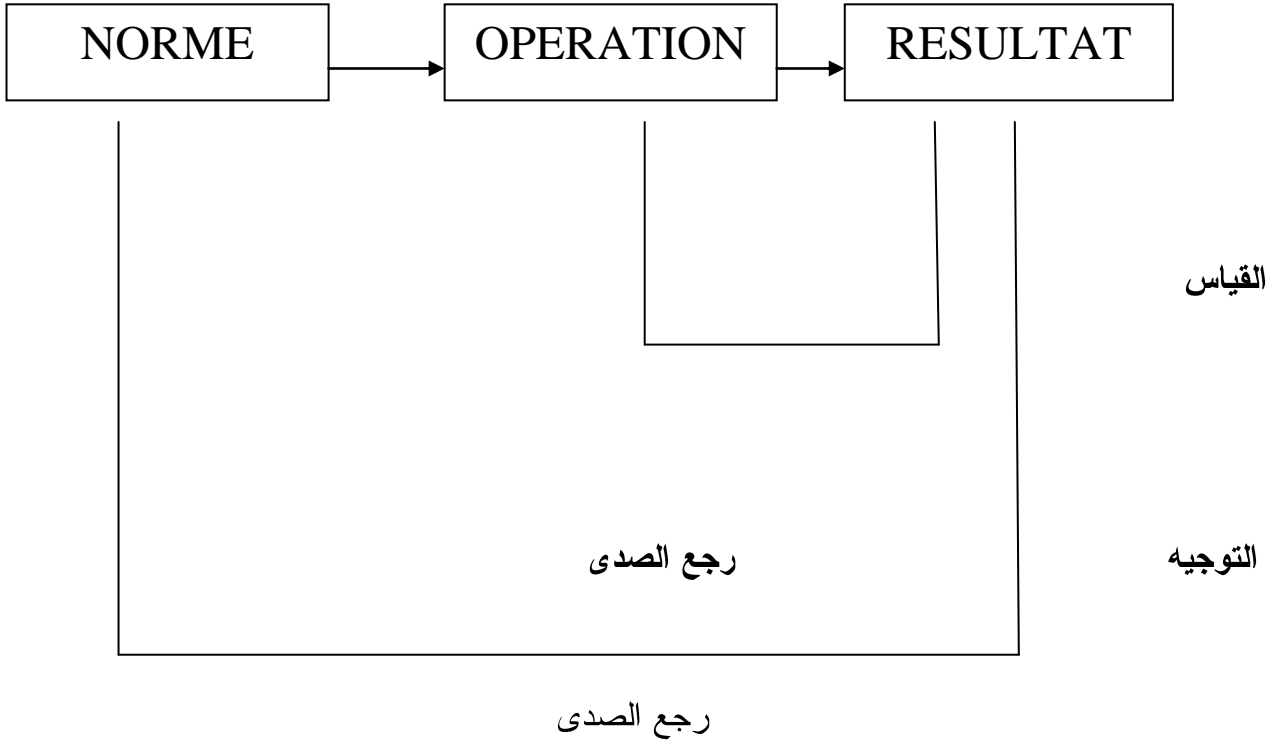 NORME
OPERATION
RESULTAT
القياس
رجع الصدى
التوجيه
رجع الصدى